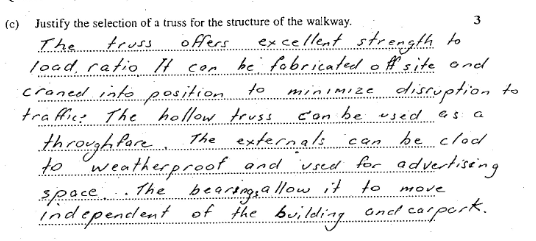 (c) Justify the selection of a truss for the structure of the walkway. 3
The truss offers excellent strength to
load ratio It can be fabricated off site and
craned into position to minimize disruption to
traffic. The hollow truss can be used as a
throughfare. The externals can be clad
to weatherproof and used for advertising
space. The bearings allow it to move
independent of the building and carpark.